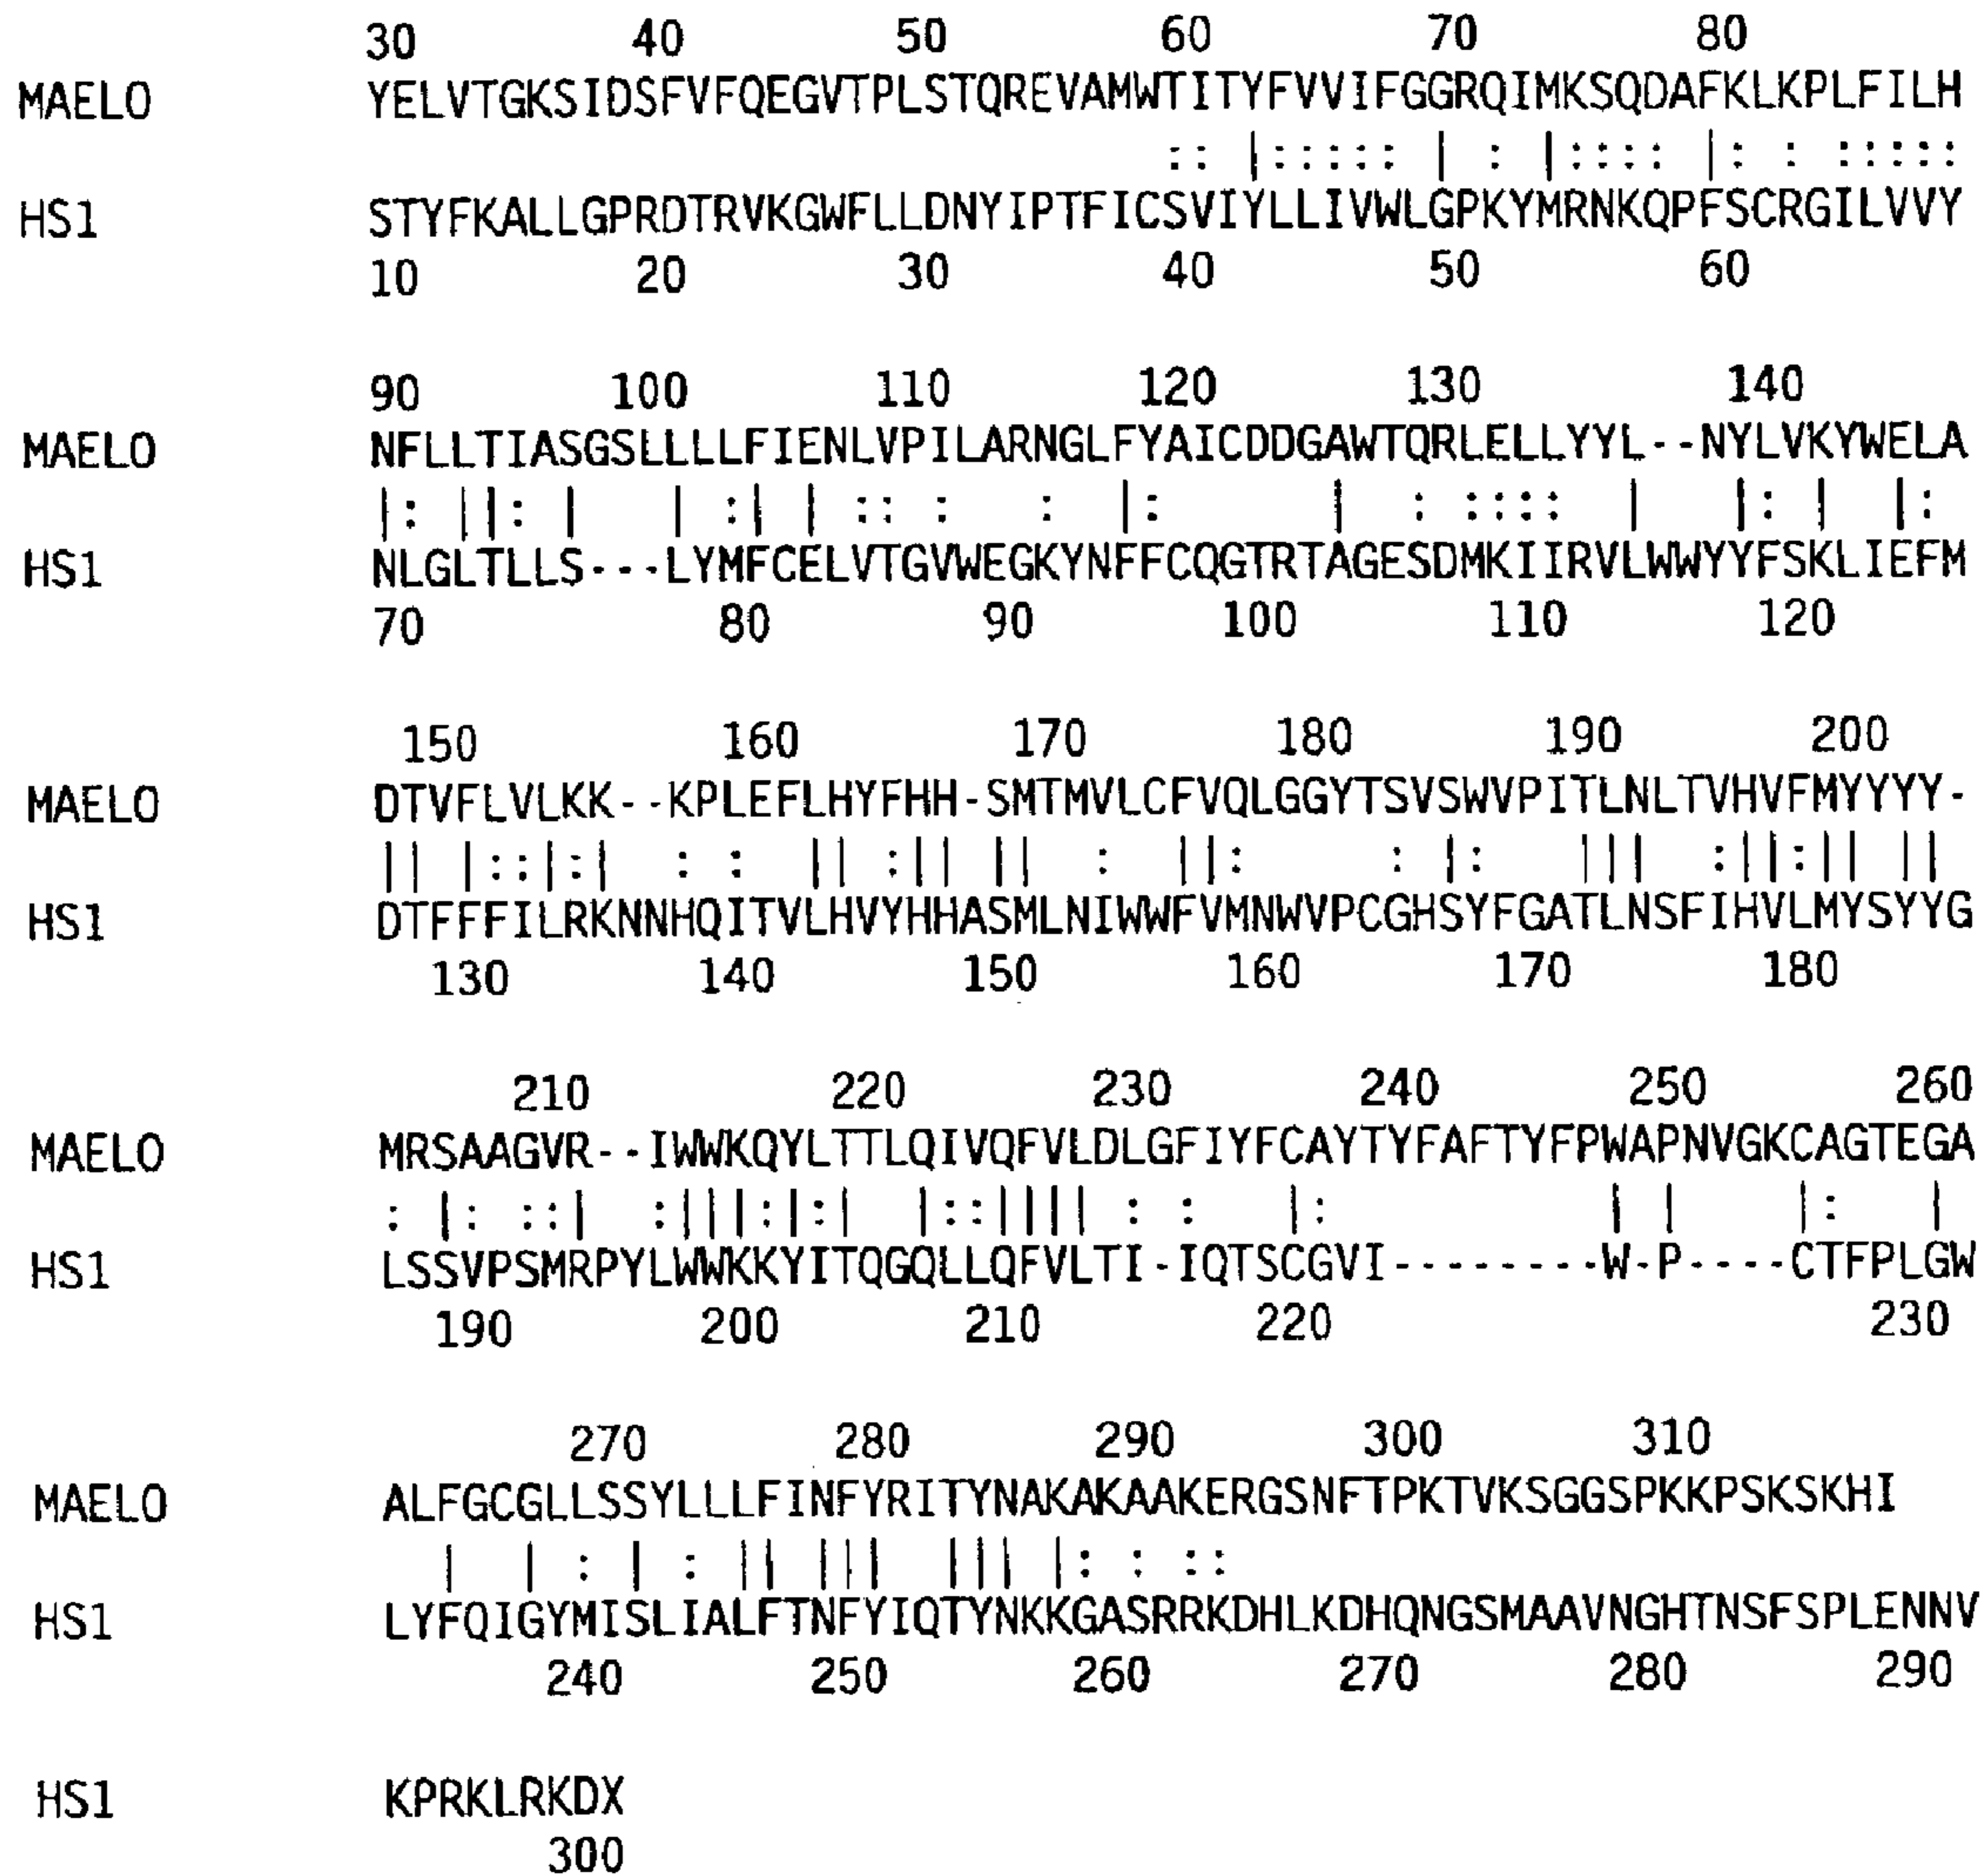 30 40 50 60 70 80
MAELO YELVTGKSIDSFVFQEGVTPLSTQREVAMWTITYFVVIFGGRQIMKSQDAFKLKPLFILH
:: |::::: | : |:::: |: : :::::
HS1 STYFKALLGPRDTRVKGWFLLDNYIPTFICSVIYLLIVWLGPKYMRNKQPFSCRGILVVY
10 20 30 40 50 60
90 100 110 120 130 140
MAELO NFLLTIASGSLLLLFIENLVPILARNGLFYAICDDGAWTQRLELLYYL--NYLVKYWELA
|: ||: | | :| | :: : : |: | : :::: | |: | |:
HS1 NLGLTLLS---LYMFCELVTGVWEGKYNFFCQGTRTAGESDMKIIRVLWWYYFSKLIEFM
70 80 90 100 110 120
150 160 170 180 190 200
MAELO DTVFLVLKK--KPLEFLHYFHH-SMTMVLCFVQLGGYTSVSWVPITLNLTVHVFMYYYY-
|| |::|:| : : || :|| || : ||: : |: ||| :||:|| ||
HS1 DTFFFILRKNNHQITVLHVYHHASMLNIWWFVMNWVPCGHSYFGATLNSFIHVLMYSYYG
130 140 150 160 170 180
210 220 230 240 250 260
MAELO MRSAAGVR--IWWKQYLTTLQIVQFVLDLGFIYFCAYTYFAFTYFPWAPNVGKCAGTEGA
: |: ::| :|||:|:| |::|||| : : |: | | |: |
HS1 LSSVPSMRPYLWWKKYITQGQLLQFVLTI-IQTSCGVI--------W-P----CTFPLGW
190 200 210 220 230
270 280 290 300 310
MAELO ALFGCGLLSSYLLLFINFYRITYNAKAKAAKERGSNFTPKTVKSGGSPKKPSKSKHI
| | : | : || ||| ||| |: : ::
HS1 LYFQIGYMISLIALFTNFYIQTYNKKGASRRKDHLKDHQNGSMAAVNGHTNSFSPLENNV
240 250 260 270 280 290
HS1 KPRKLRKDX
300